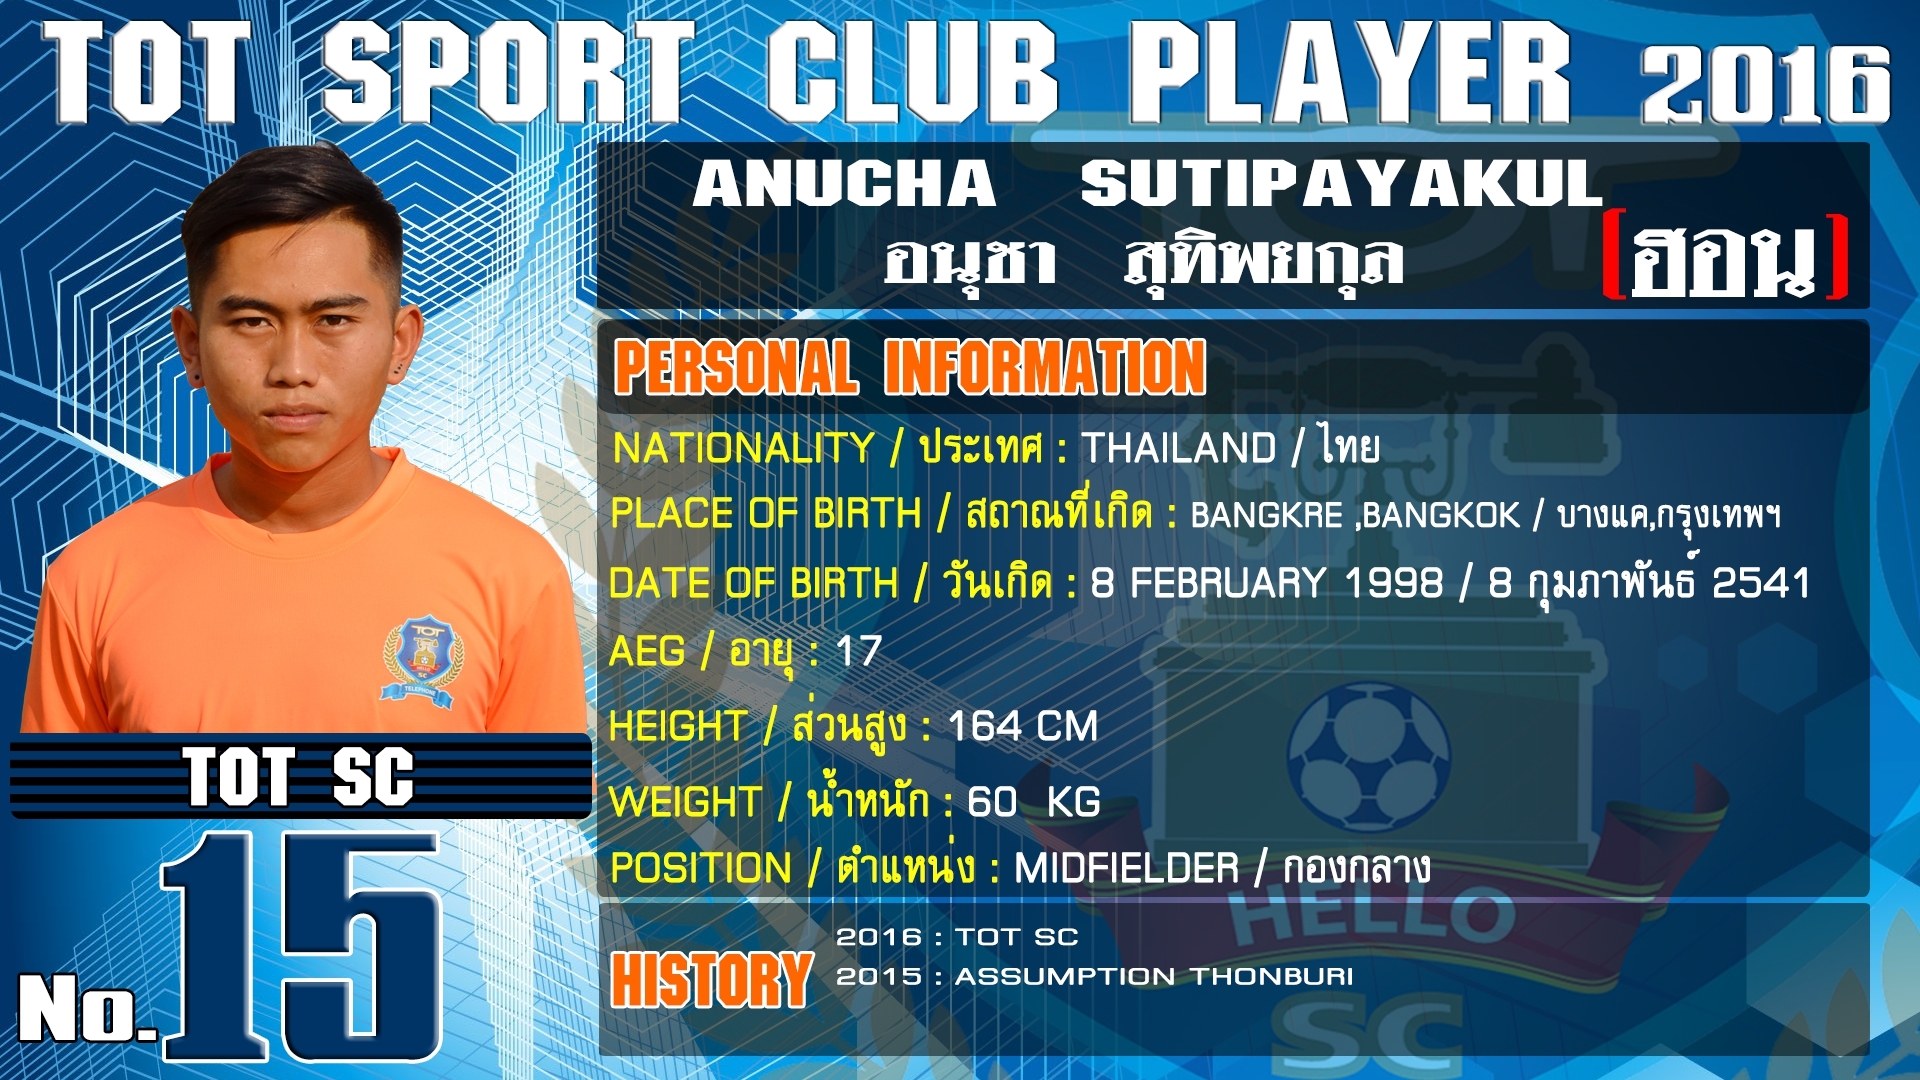 TOT SPORT CLUB PLAYER 2016
ANUCHA SUTIPAYAKUL
อนุชา สุทิพยกุล [ฮอน]
PERSONAL INFORMATION
NATIONALITY / ประเทศ : THAILAND / ไทย
PLACE OF BIRTH / สถาณที่เกิด : BANGKRE ,BANGKOK / บางแค,กรุงเทพฯ
DATE OF BIRTH / วันเกิด : 8 FEBRUARY 1998 / 8 กุมภาพันธ์ 2541
AEG / อายุ : 17
HEIGHT / ส่วนสูง : 164 CM
WEIGHT / น้ำหนัก : 60 KG
POSITION / ตำแหน่ง : MIDFIELDER / กองกลาง
HISTORY
2016 : TOT SC
2015 : ASSUMPTION THONBURI
TOT
HELLO
SC
TOT
SC
TELEPHONE
TOT SC
No. 15